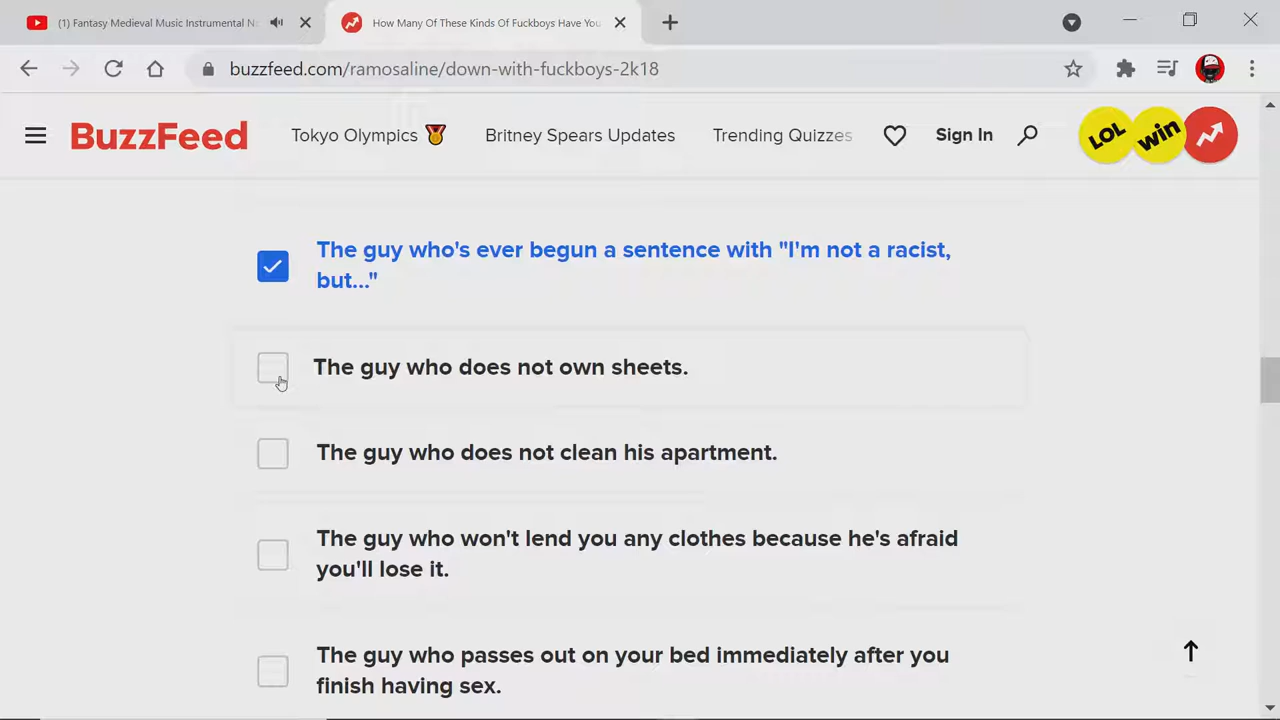 (1) Fantasy Medieval Music Instrumental No
How Many Of These Kinds Of Fuckboys Have You
buzzfeed.com/ramosaline/down-with-fuckboys-2k18
BuzzFeed
Tokyo Olympics 🏅
Britney Spears Updates
Trending Quizzes
Sign In
LOL
win
The guy who's ever begun a sentence with "I'm not a racist,
but..."
The guy who does not own sheets.
The guy who does not clean his apartment.
The guy who won't lend you any clothes because he's afraid
you'll lose it.
The guy who passes out on your bed immediately after you
finish having sex.